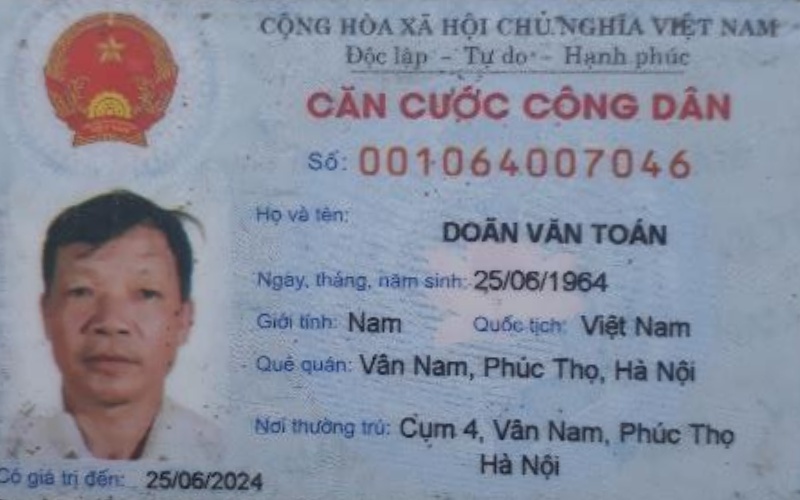 CỘNG HÒA XÃ HỘI CHỦ NGHĨA VIỆT NAM
Độc lập - Tự do - Hạnh phúc
CĂN CƯỚC CÔNG DÂN
Số: 001064007046
Họ và tên: DOÃN VĂN TOÁN
Ngày, tháng, năm sinh: 25/06/1964
Giới tính: Nam Quốc tịch: Việt Nam
Quê quán: Vân Nam, Phúc Thọ, Hà Nội
Nơi thường trú: Cụm 4, Vân Nam, Phúc Thọ
Hà Nội
Có giá trị đến: 25/06/2024